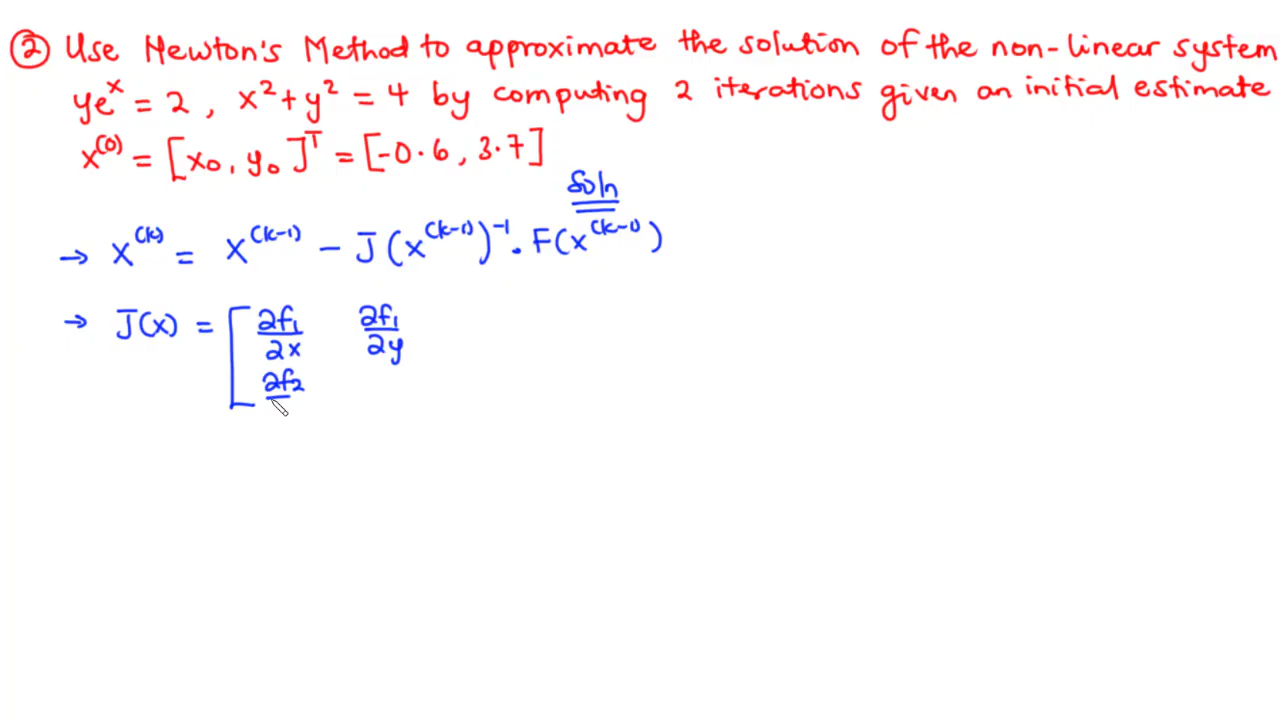 ② Use Newton's Method to approximate the solution of the non-linear system
ye^x = 2 , x^2 + y^2 = 4 by computing 2 iterations given an initial estimate
x^(0) = [x₀, y₀]^T = [-0.6, 3.7]
soln
→ x^(k) = x^(k-1) - J(x^(k-1))^-1 . F(x^(k-1))
→ J(x) = [ ∂f₁/∂x ∂f₁/∂y
∂f₂